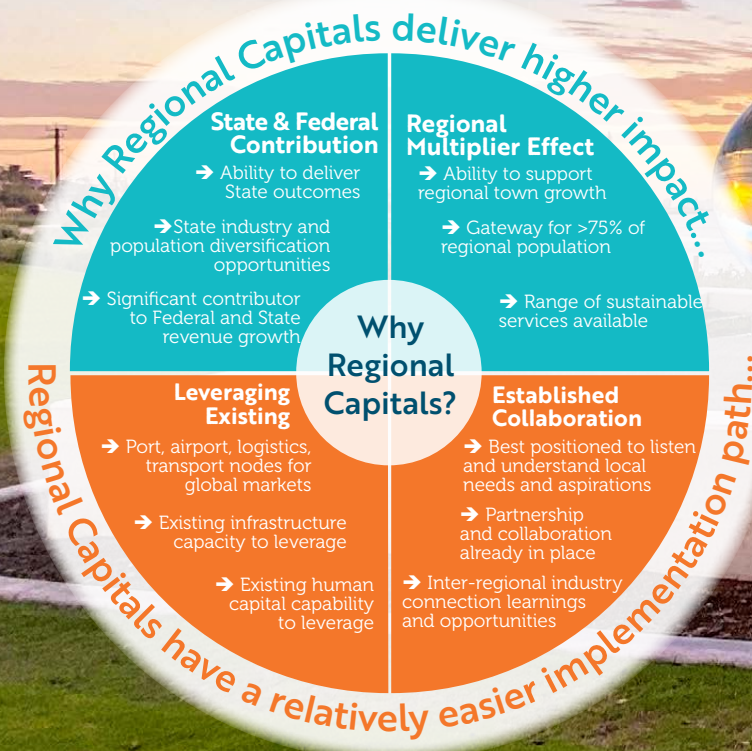 Why Regional Capitals deliver higher impact...
State & Federal
Contribution
→ Ability to deliver
State outcomes
→State industry and
population diversification
opportunities
→ Significant contributor
to Federal and State
revenue growth
Regional
Multiplier Effect
→ Ability to support
regional town growth
→ Gateway for >75% of
regional population
→ Range of sustainable
services available
Why
Regional
Capitals?
Leveraging
Existing
→ Port, airport, logistics,
transport nodes for
global markets
→ Existing infrastructure
capacity to leverage
→ Existing human
capital capability
to leverage
Established
Collaboration
→ Best positioned to listen
and understand local
needs and aspirations
→ Partnership
and collaboration
already in place
→ Inter-regional industry
connection learnings
and opportunities
Regional Capitals have a relatively easier implementation path...